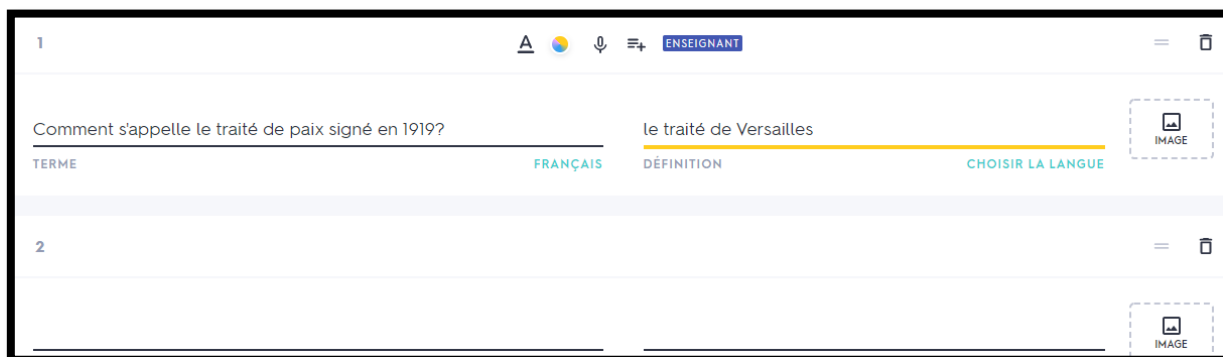 1
ENSEIGNANT
Comment s'appelle le traité de paix signé en 1919?
le traité de Versailles
IMAGE
TERME
FRANÇAIS
DÉFINITION
CHOISIR LA LANGUE
2
IMAGE